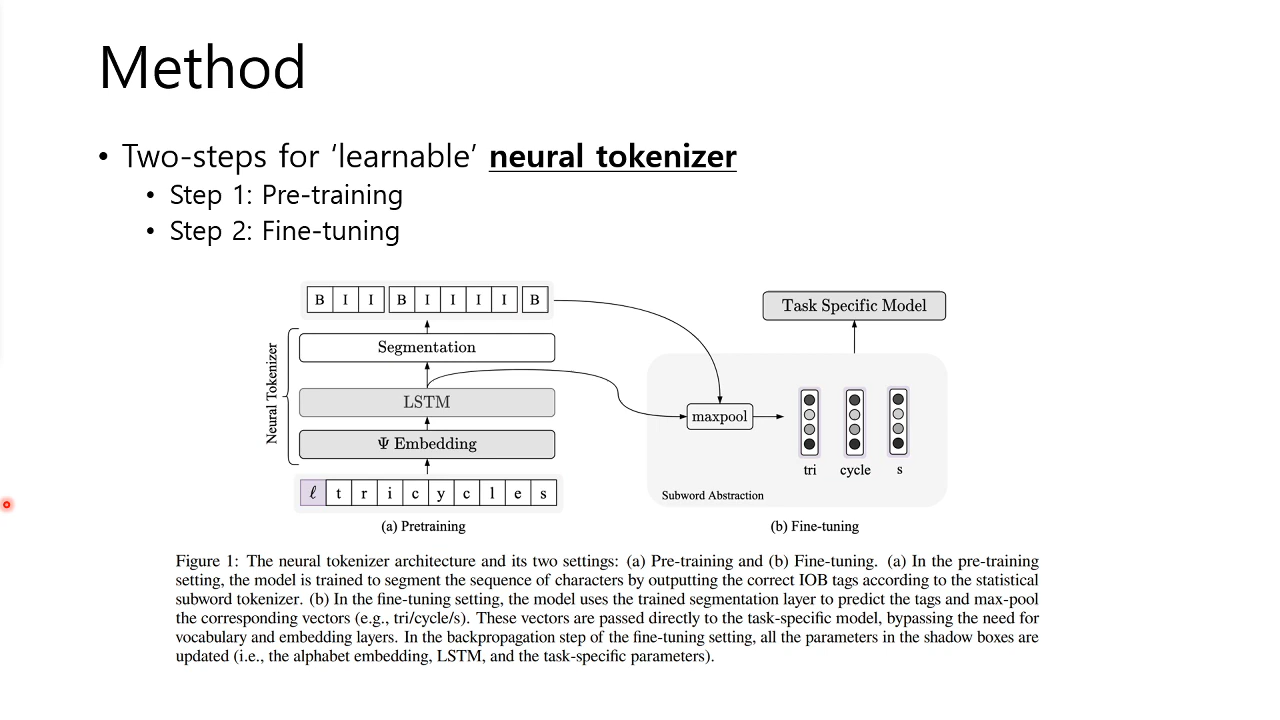 Method
• Two-steps for ‘learnable’ neural tokenizer
• Step 1: Pre-training
• Step 2: Fine-tuning
B I I B I I I I B
Segmentation
LSTM
Ψ Embedding
Neural Tokenizer
ℓ t r i c y c l e s
(a) Pretraining
Task Specific Model
maxpool
tri cycle s
Subword Abstraction
(b) Fine-tuning
Figure 1: The neural tokenizer architecture and its two settings: (a) Pre-training and (b) Fine-tuning. (a) In the pre-training
setting, the model is trained to segment the sequence of characters by outputting the correct IOB tags according to the statistical
subword tokenizer. (b) In the fine-tuning setting, the model uses the trained segmentation layer to predict the tags and max-pool
the corresponding vectors (e.g., tri/cycle/s). These vectors are passed directly to the task-specific model, bypassing the need for
vocabulary and embedding layers. In the backpropagation step of the fine-tuning setting, all the parameters in the shadow boxes are
updated (i.e., the alphabet embedding, LSTM, and the task-specific parameters).